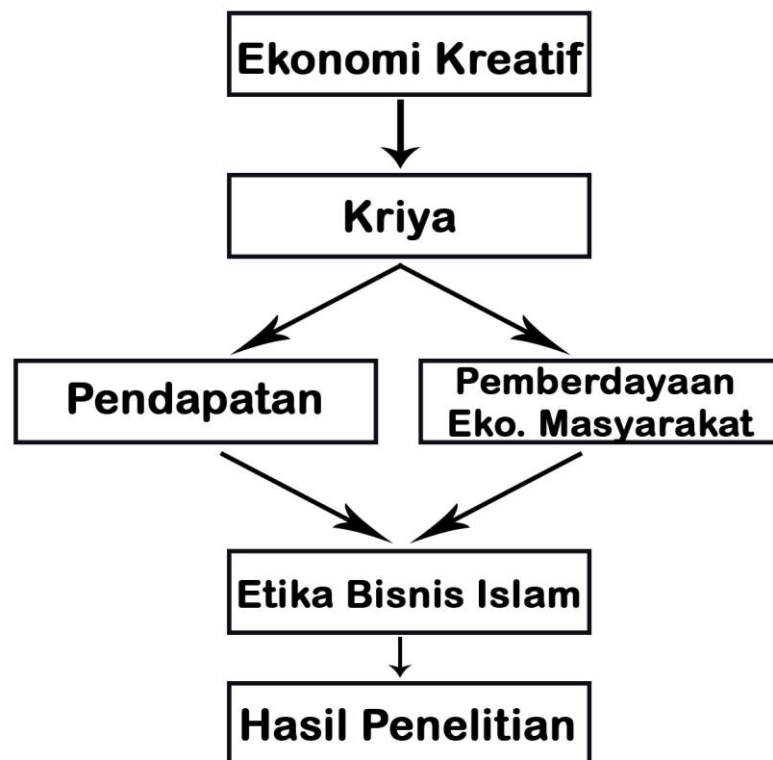 Ekonomi Kreatif
Kriya
Pendapatan
Pemberdayaan
Eko. Masyarakat
Etika Bisnis Islam
Hasil Penelitian